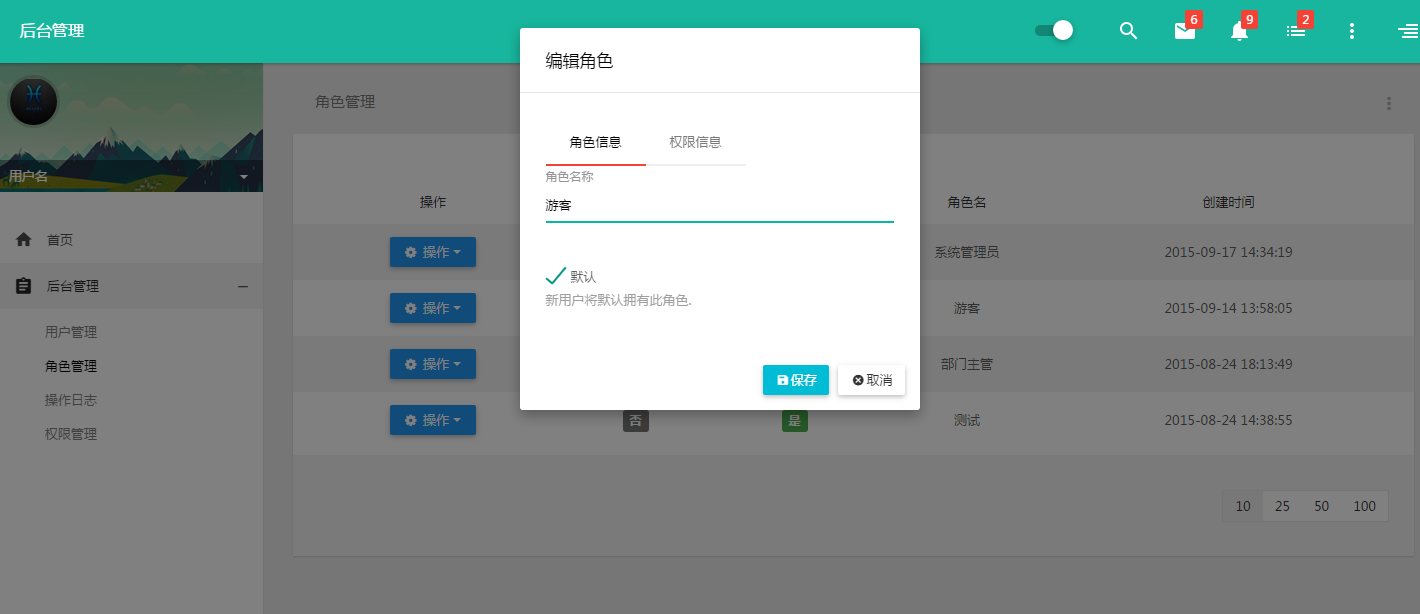 后台管理
6
9
2
编辑角色
角色管理
角色信息
权限信息
角色名称
游客
默认
新用户将默认拥有此角色.
保存
取消
用户名
首页
后台管理
用户管理
角色管理
操作日志
权限管理
操作 角色名 创建时间
操作 系统管理员 2015-09-17 14:34:19
操作 游客 2015-09-14 13:58:05
操作 部门主管 2015-08-24 18:13:49
操作 否 是 测试 2015-08-24 14:38:55
10 25 50 100